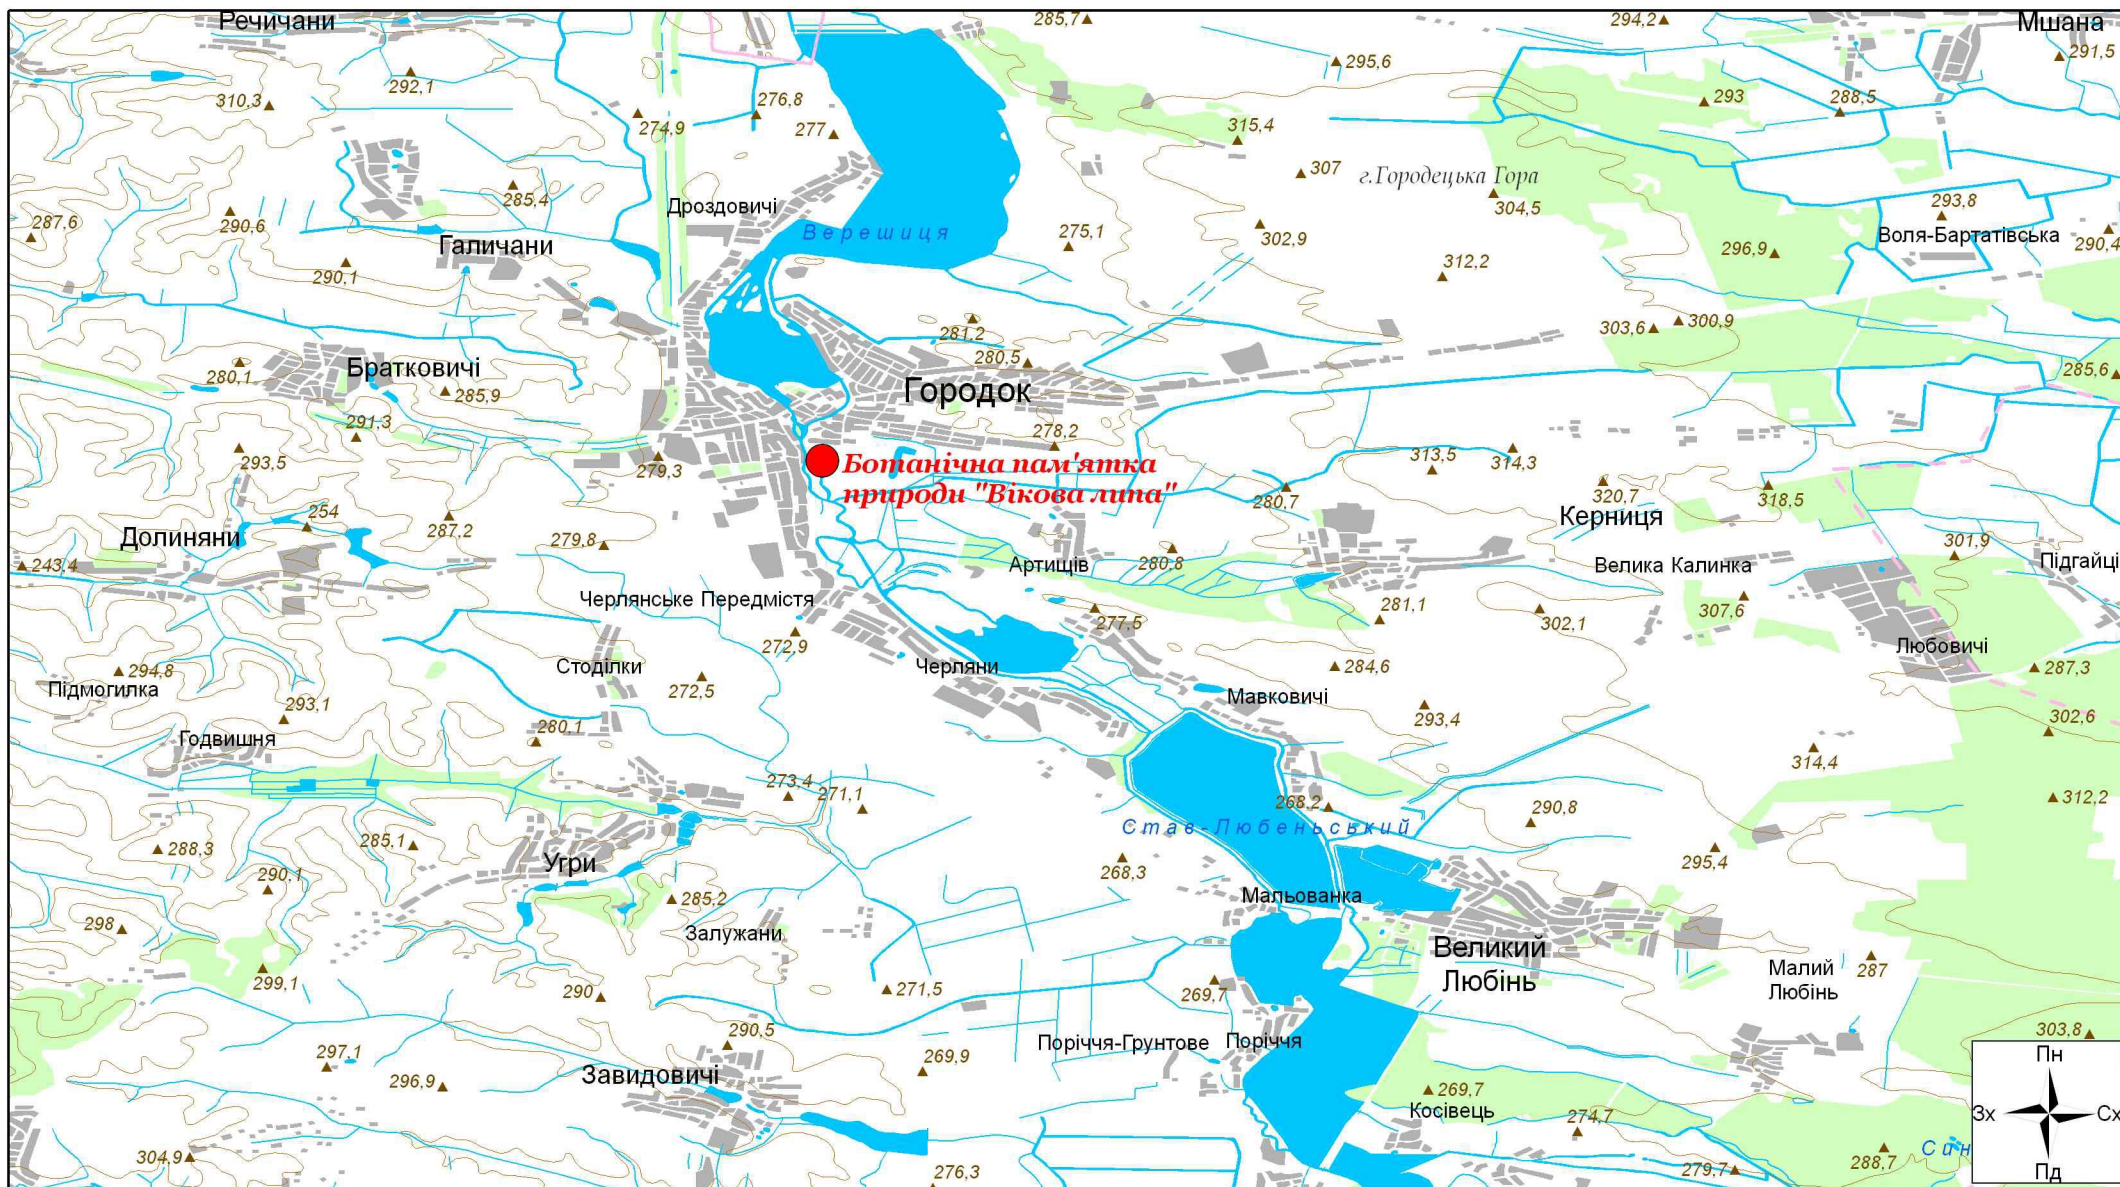 Речичани
285,7
294,2
Мшана
291,5
295,6
292,1
310,3
276,8
293
288,5
274,9
277
315,4
307
г.Городецька Гора
285,4
304,5
Дроздовичі
287,6
290,6
293,8
Верешиця
275,1
302,9
Воля-Бартатівська
290,4
Галичани
296,9
290,1
312,2
281,2
303,6
300,9
280,5
Братковичі
280,1
285,9
285,6
Городок
291,3
278,2
293,5
279,3
Ботанічна пам'ятка
природи "Вікова липа"
313,5
314,3
280,7
320,7
318,5
Керниця
254
287,2
Долиняни
279,8
301,9
243,4
Артищів
280,8
Велика Калинка
Підгайці
Черлянське Передмістя
281,1
307,6
277,5
302,1
272,9
Любовичі
294,8
Стоділки
Черляни
284,6
287,3
Підмогилка
272,5
Мавковичі
293,1
293,4
302,6
Годвишня
280,1
314,4
273,4
271,1
268,2
290,8
312,2
Став-Любеньський
285,1
288,3
Угри
268,3
295,4
290,1
285,2
Мальованка
298
Залужани
Великий
Любінь
299,1
Малий
Любінь
287
290
271,5
269,7
290,5
Поріччя-Грунтове
Поріччя
303,8
297,1
269,9
Пн
296,9
Завидовичі
269,7
Косівець
274,7
Зх
Сх
304,9
276,3
279,7
288,7
Син
Пд